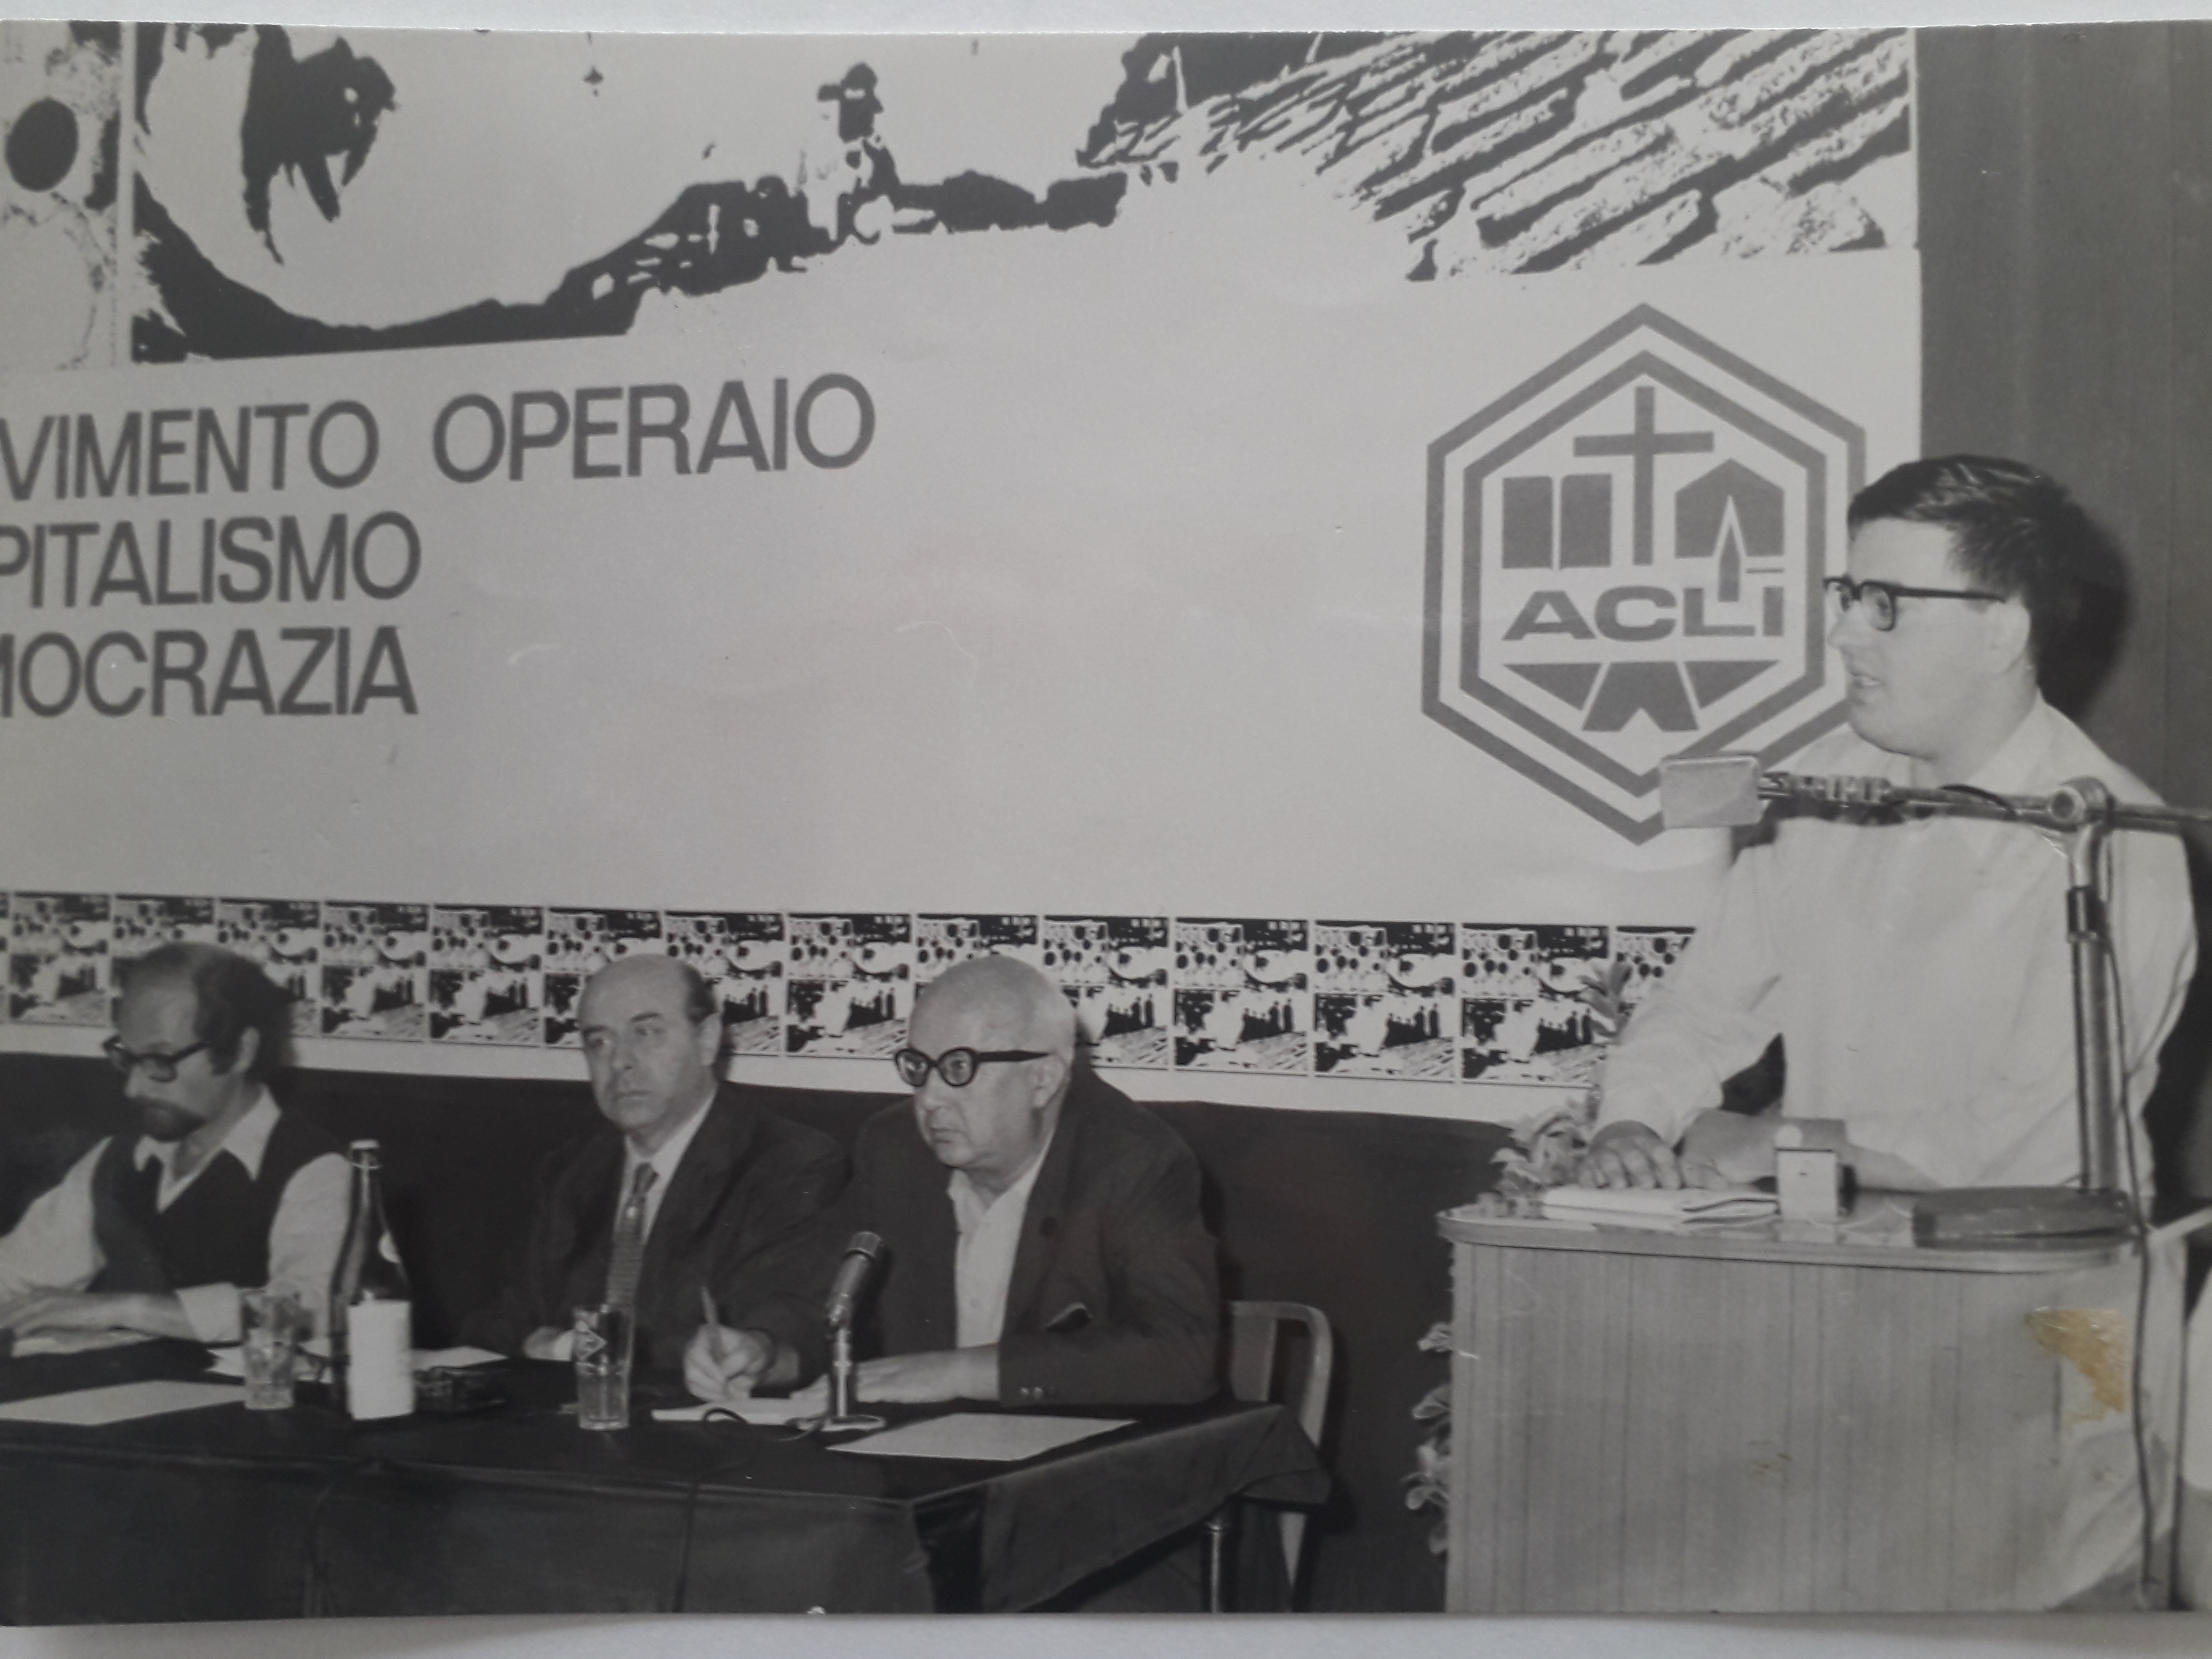 VIMENTO OPERAIO
PITALISMO
MOCRAZIA
ACLI